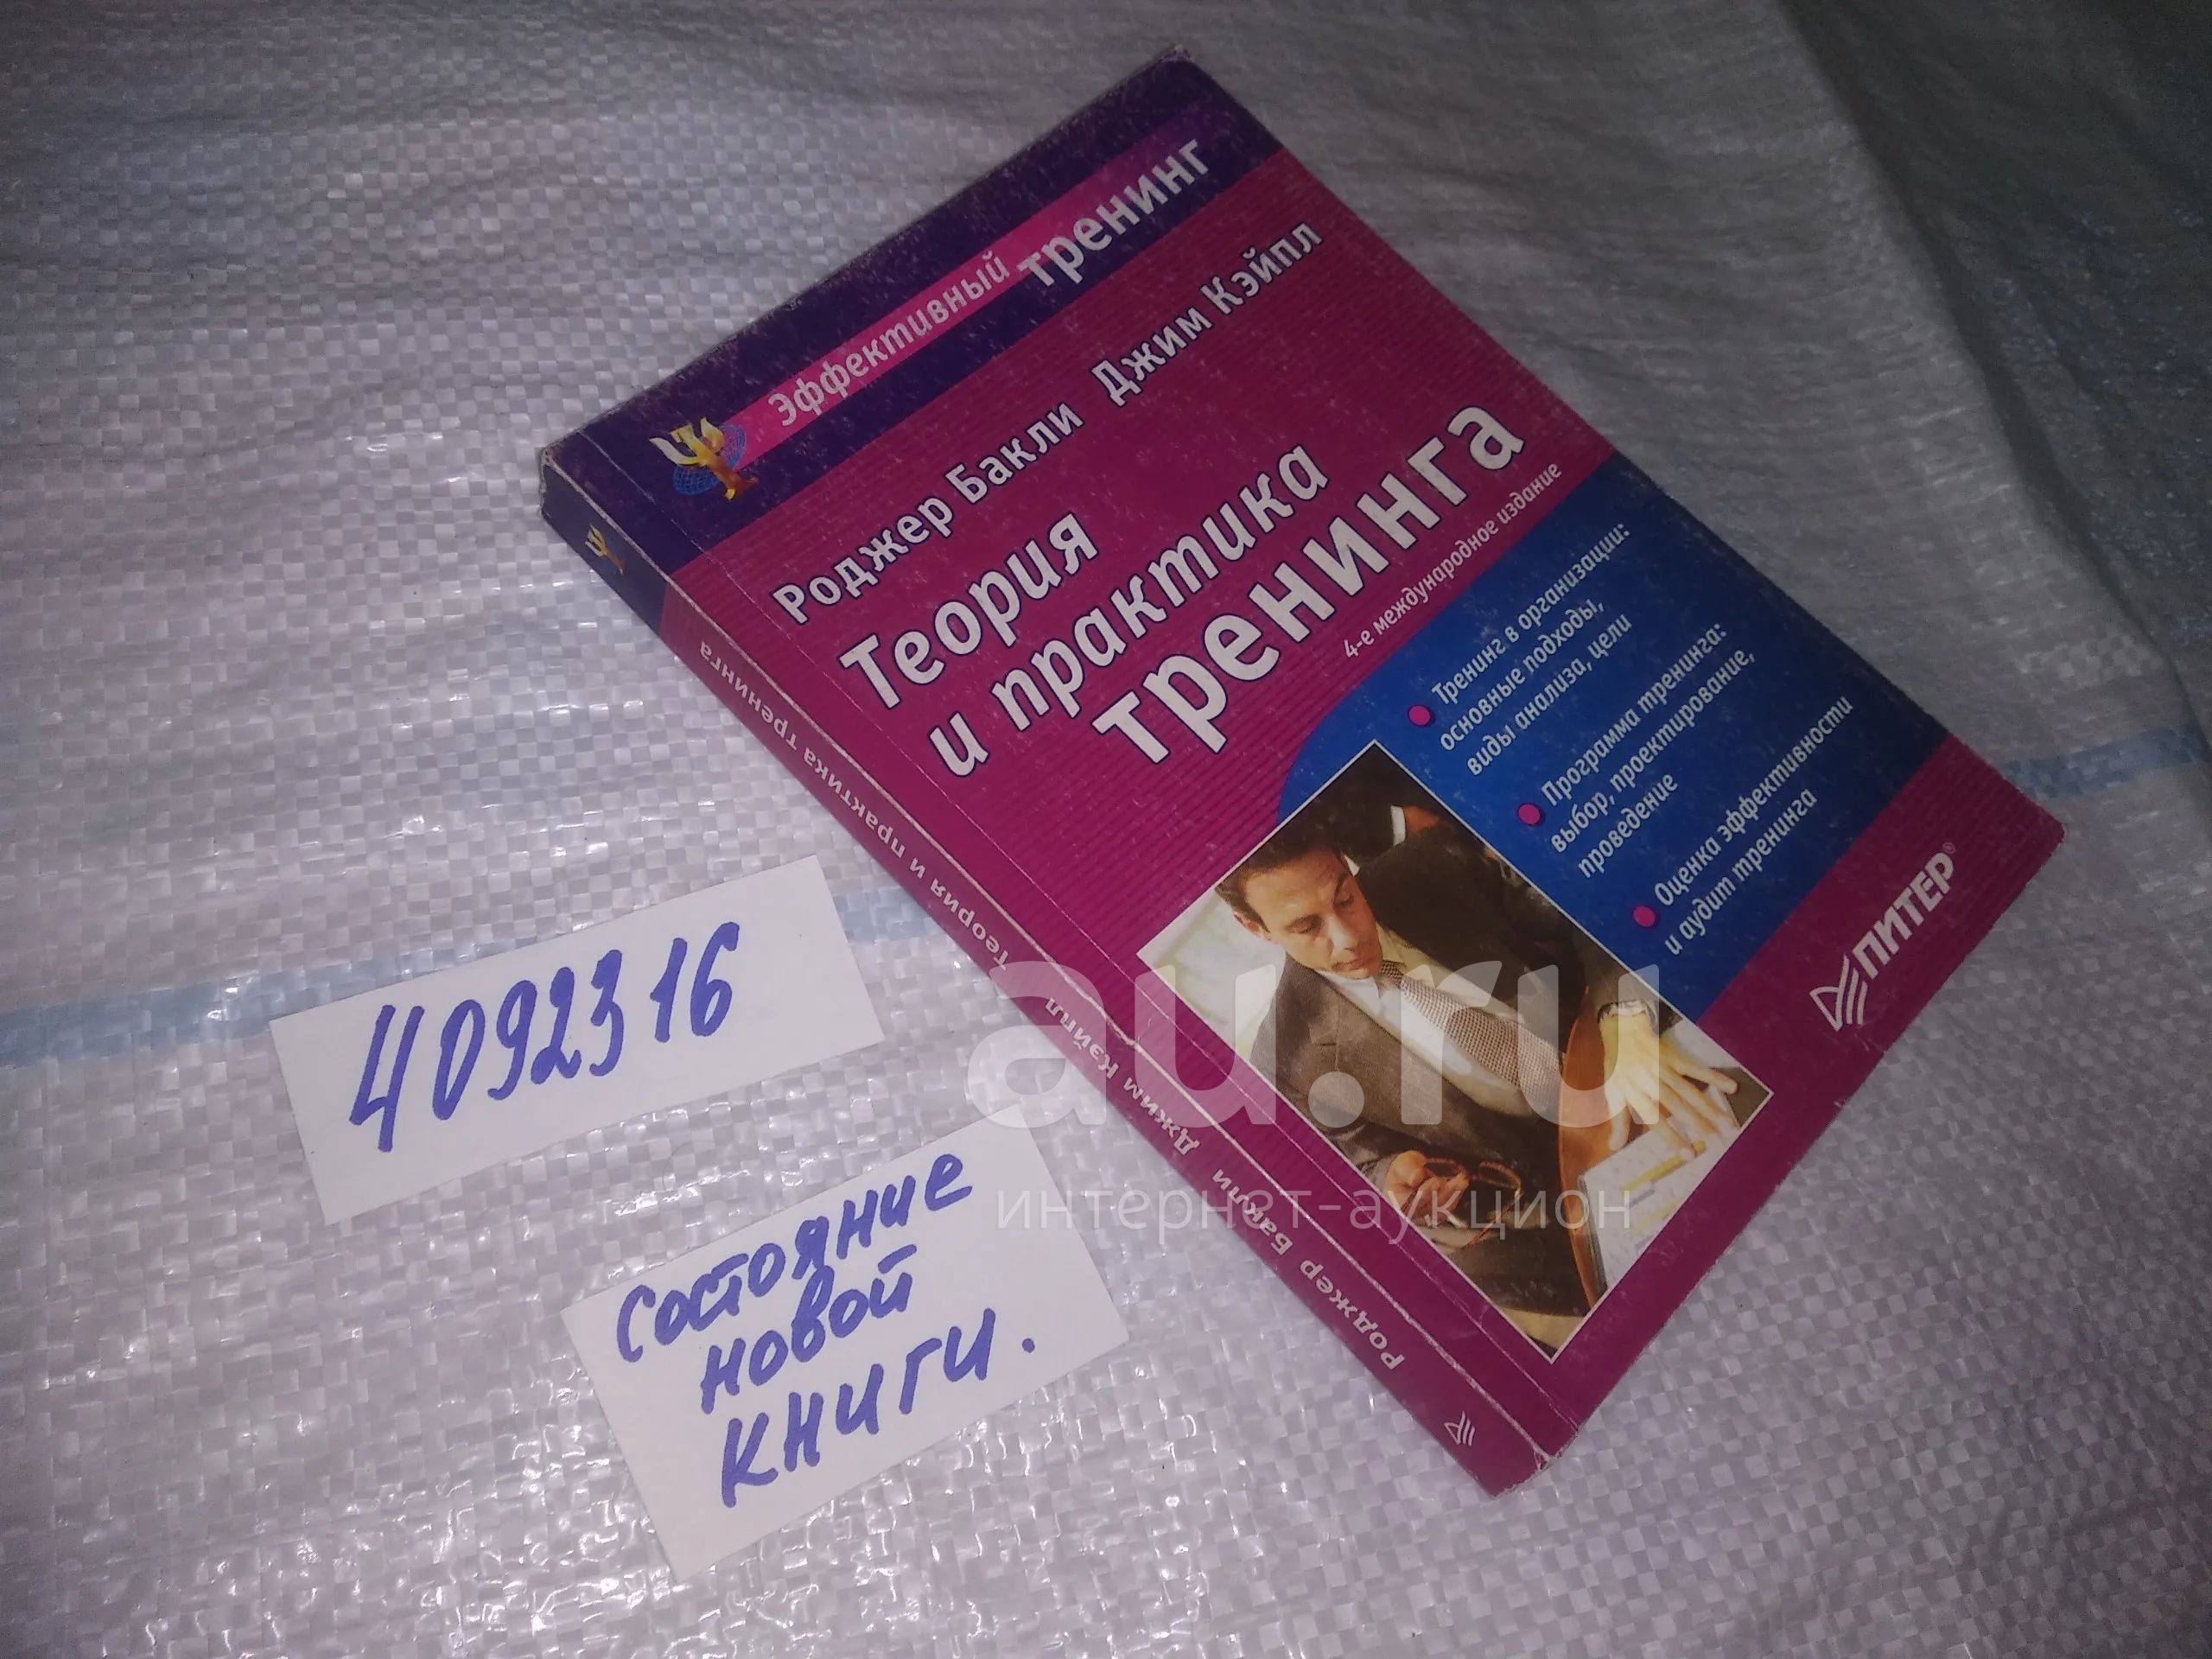 Эффективный тренинг
Роджер Бакли Джим Кэйпл
Теория
и практика
тренинга
4-е международное издание
Тренинг в организации:
основные подходы,
виды анализа, цели
Программа тренинга:
выбор, проектирование,
проведение
Оценка эффективности
и аудит тренинга
ПИТЕР®
Роджер Бакли Джим Кэйпл Теория и практика тренинга
4092316
состояние
новой
книги.
au.ru
интернет-аукцион